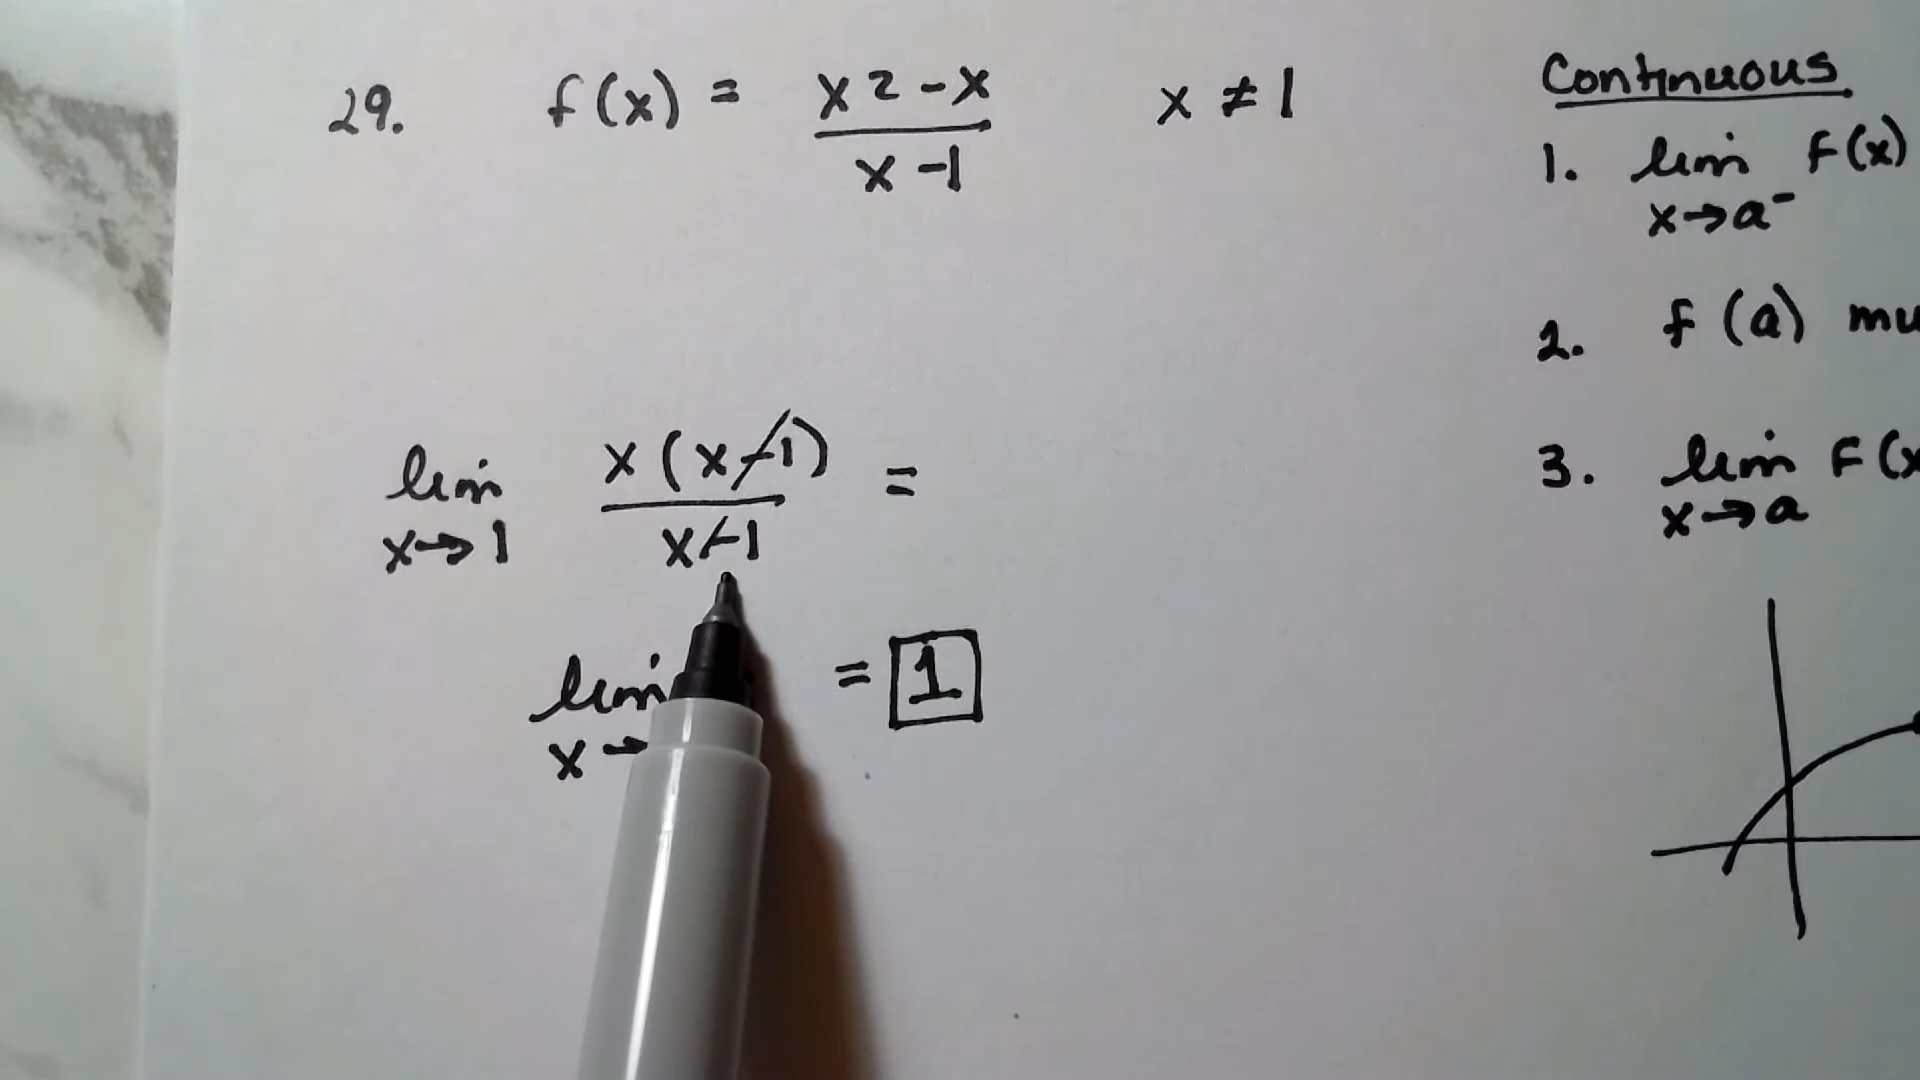 29. f(x) = x2-x / x-1 x ≠ 1
lim x→1 x(x-1) / x-1 =
lim x→ = 1
Continuous
1. lim x→a⁻ f(x)
2. f(a)
3. lim x→a f(x